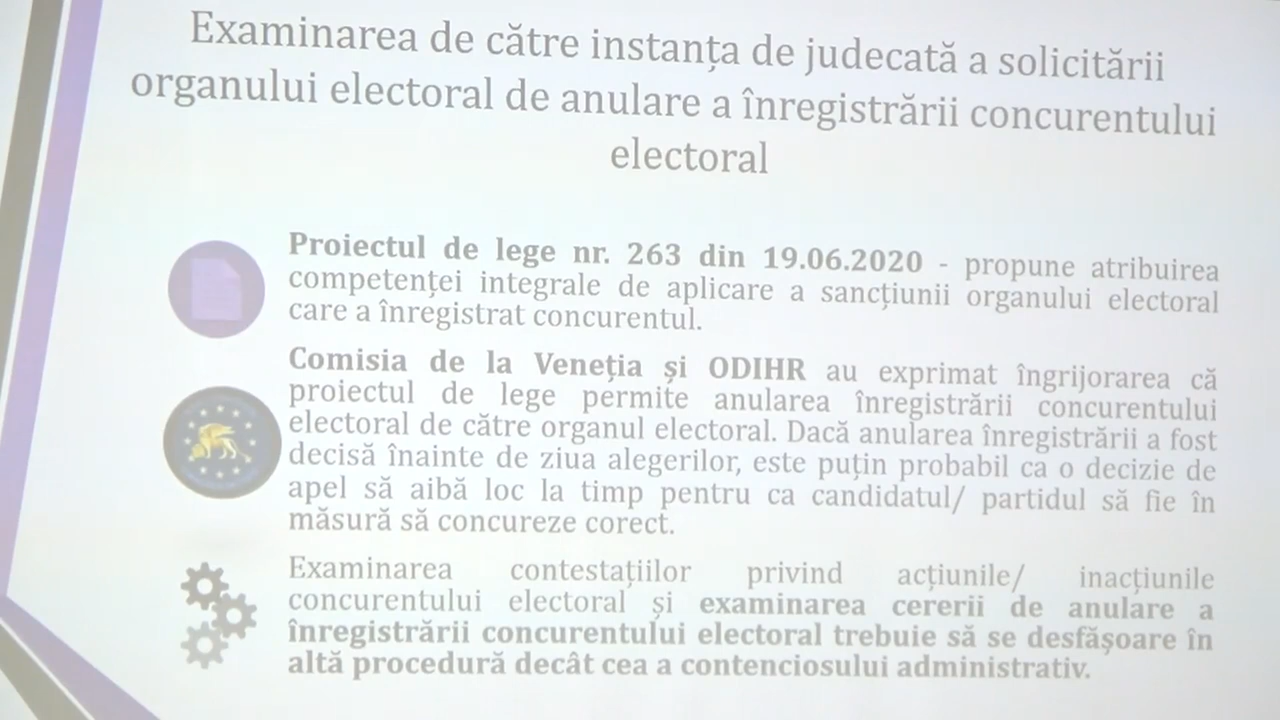 Examinarea de către instanța de judecată a solicitării
organului electoral de anulare a înregistrării concurentului
electoral
Proiectul de lege nr. 263 din 19.06.2020 - propune atribuirea
competenței integrale de aplicare a sancțiunii organului electoral
care a înregistrat concurentul.
Comisia de la Veneția și ODIHR au exprimat îngrijorarea că
proiectul de lege permite anularea înregistrării concurentului
electoral de către organul electoral. Dacă anularea înregistrării a fost
decisă înainte de ziua alegerilor, este puțin probabil ca o decizie de
apel să aibă loc la timp pentru ca candidatul/ partidul să fie în
măsură să concureze corect.
Examinarea contestațiilor privind acțiunile/ inacțiunile
concurentului electoral și examinarea cererii de anulare a
înregistrării concurentului electoral trebuie să se desfășoare în
altă procedură decât cea a contenciosului administrativ.